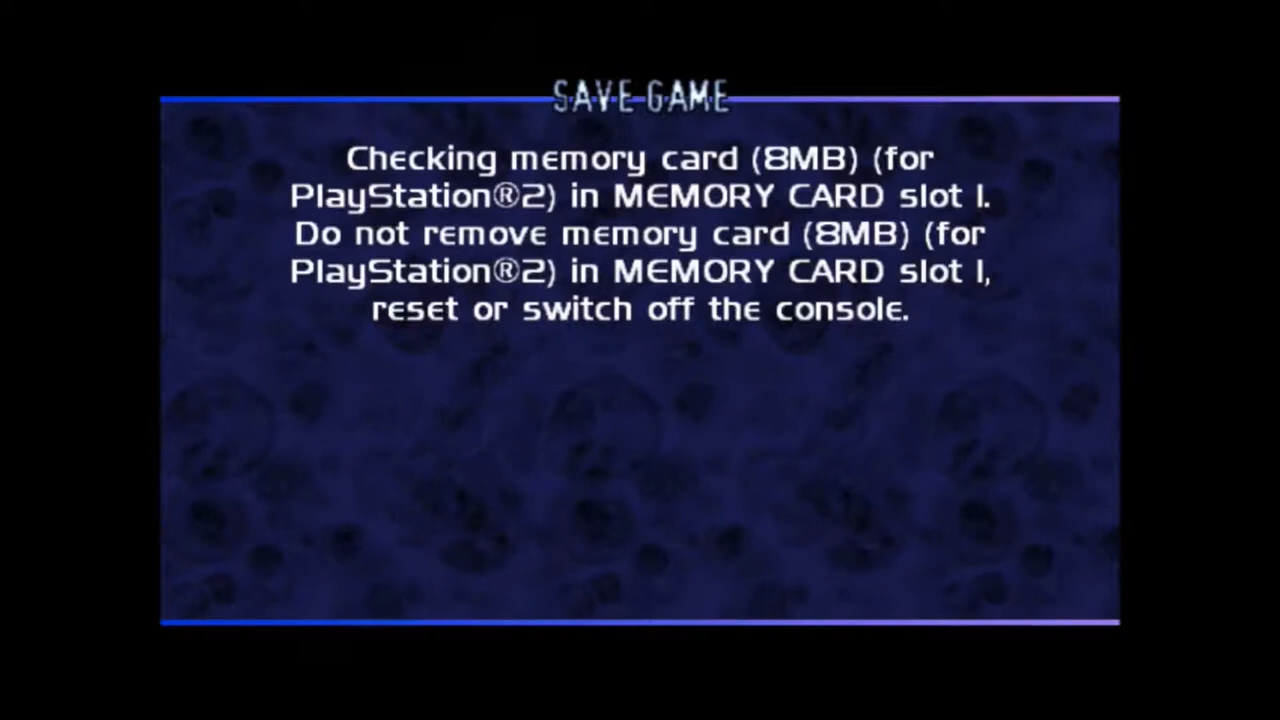 SAVE GAME
Checking memory card (8MB) (for
PlayStation®2) in MEMORY CARD slot 1.
Do not remove memory card (8MB) (for
PlayStation®2) in MEMORY CARD slot 1,
reset or switch off the console.